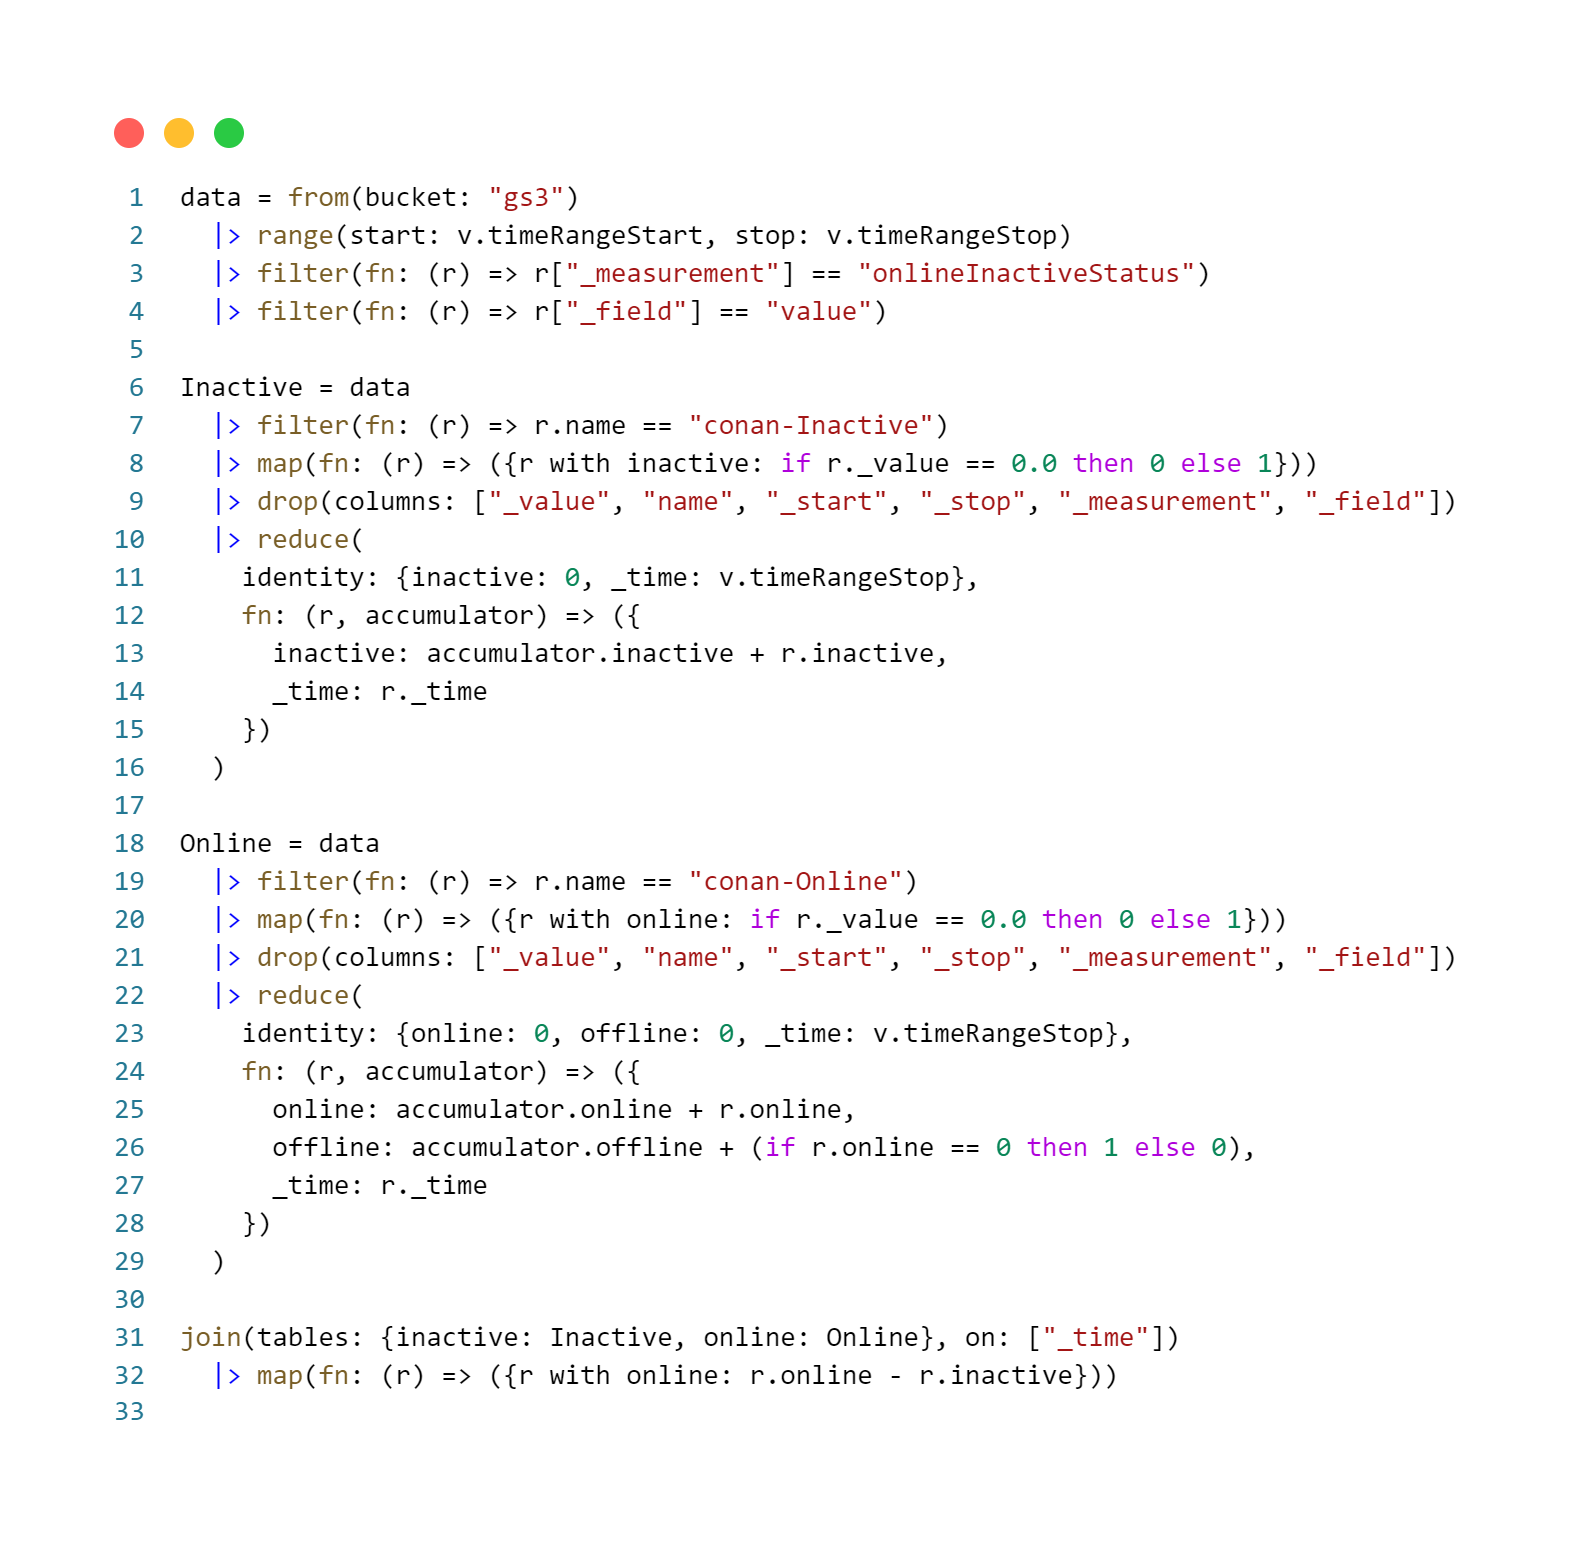 1 data = from(bucket: "gs3")
2   |> range(start: v.timeRangeStart, stop: v.timeRangeStop)
3   |> filter(fn: (r) => r["_measurement"] == "onlineInactiveStatus")
4   |> filter(fn: (r) => r["_field"] == "value")
5
6 Inactive = data
7   |> filter(fn: (r) => r.name == "conan-Inactive")
8   |> map(fn: (r) => ({r with inactive: if r._value == 0.0 then 0 else 1}))
9   |> drop(columns: ["_value", "name", "_start", "_stop", "_measurement", "_field"])
10   |> reduce(
11     identity: {inactive: 0, _time: v.timeRangeStop},
12     fn: (r, accumulator) => ({
13       inactive: accumulator.inactive + r.inactive,
14       _time: r._time
15     })
16   )
17
18 Online = data
19   |> filter(fn: (r) => r.name == "conan-Online")
20   |> map(fn: (r) => ({r with online: if r._value == 0.0 then 0 else 1}))
21   |> drop(columns: ["_value", "name", "_start", "_stop", "_measurement", "_field"])
22   |> reduce(
23     identity: {online: 0, offline: 0, _time: v.timeRangeStop},
24     fn: (r, accumulator) => ({
25       online: accumulator.online + r.online,
26       offline: accumulator.offline + (if r.online == 0 then 1 else 0),
27       _time: r._time
28     })
29   )
30
31 join(tables: {inactive: Inactive, online: Online}, on: ["_time"])
32   |> map(fn: (r) => ({r with online: r.online - r.inactive}))
33